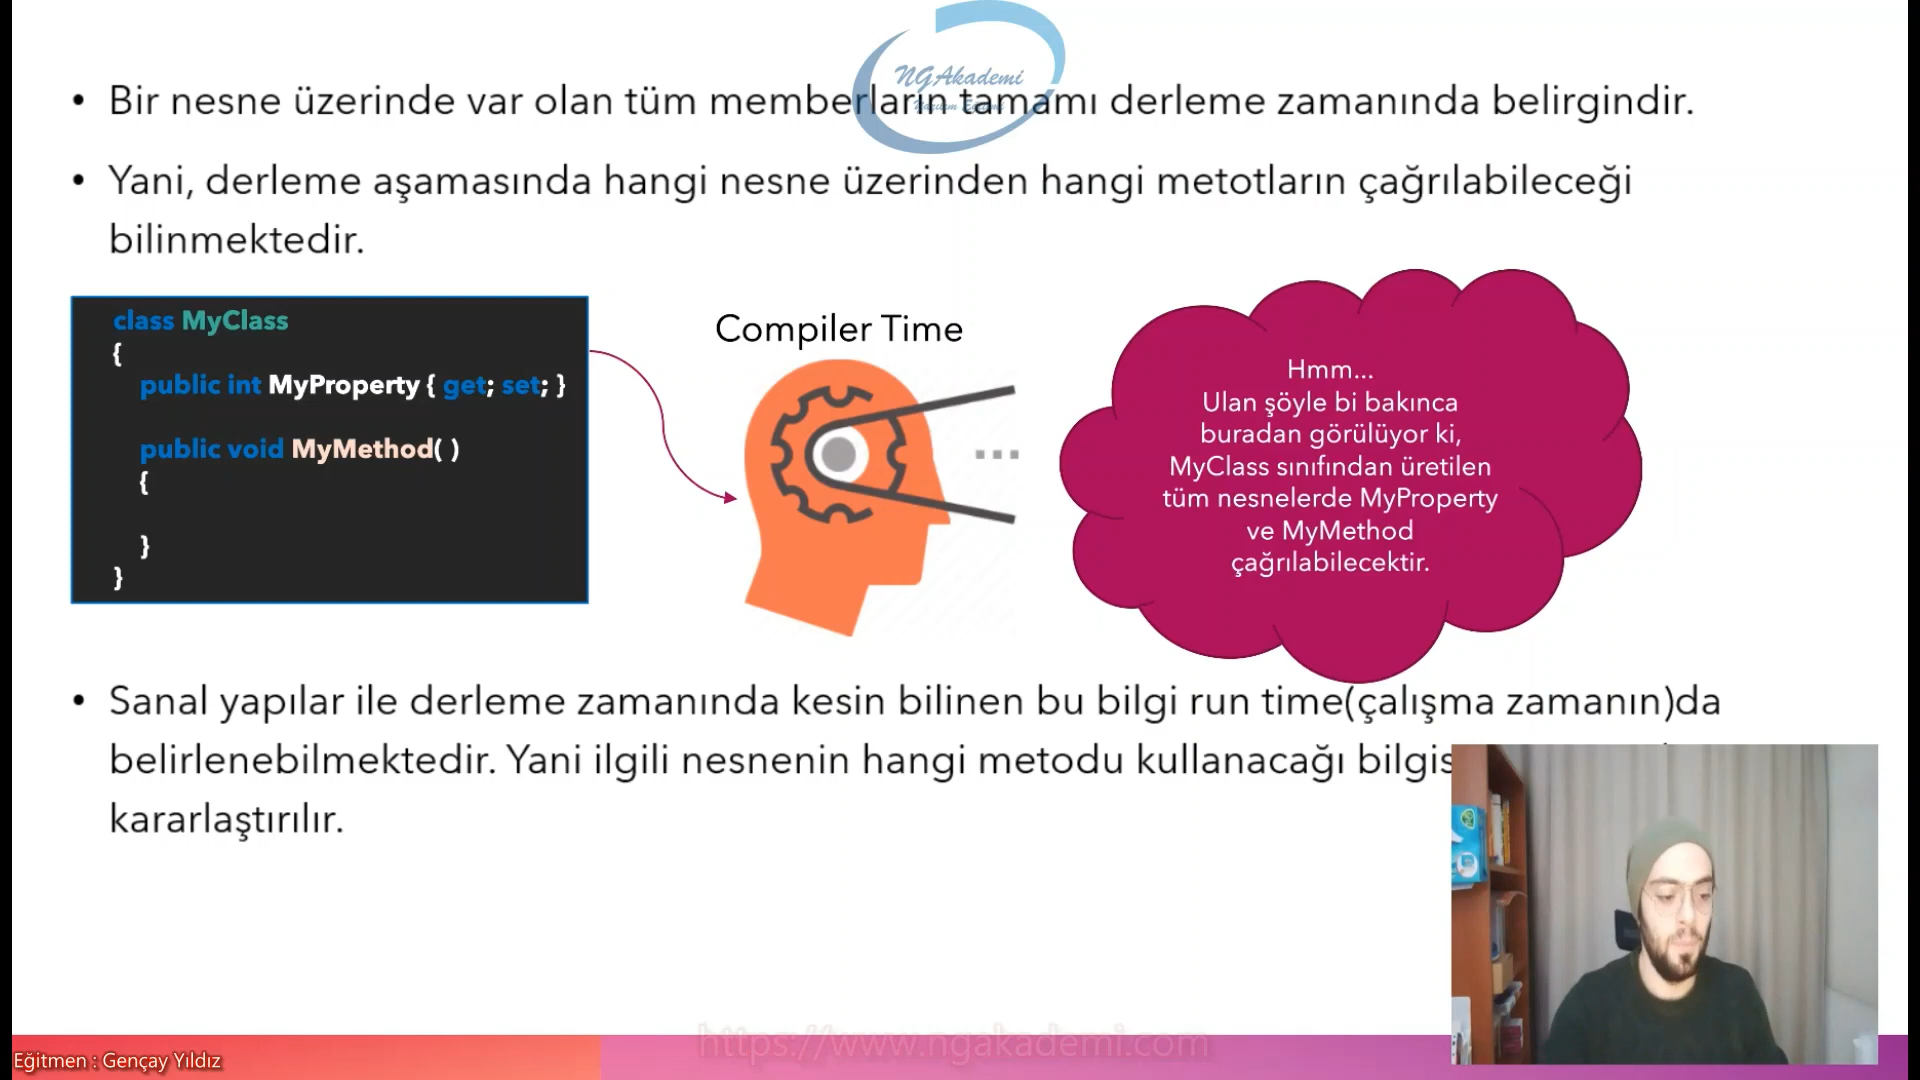 NGAkademi
• Bir nesne üzerinde var olan tüm memberların tamamı derleme zamanında belirgindir.
• Yani, derleme aşamasında hangi nesne üzerinden hangi metotların çağrılabileceği
bilinmektedir.
class MyClass
{
public int MyProperty { get; set; }
public void MyMethod( )
{
}
}
Compiler Time
Hmm...
Ulan şöyle bi bakınca
buradan görülüyor ki,
MyClass sınıfından üretilen
tüm nesnelerde MyProperty
ve MyMethod
çağrılabilecektir.
• Sanal yapılar ile derleme zamanında kesin bilinen bu bilgi run time(çalışma zamanın)da
belirlenebilmektedir. Yani ilgili nesnenin hangi metodu kullanacağı
kararlaştırılır.
https://www.ngakademi.com
Eğitmen : Gençay Yıldız